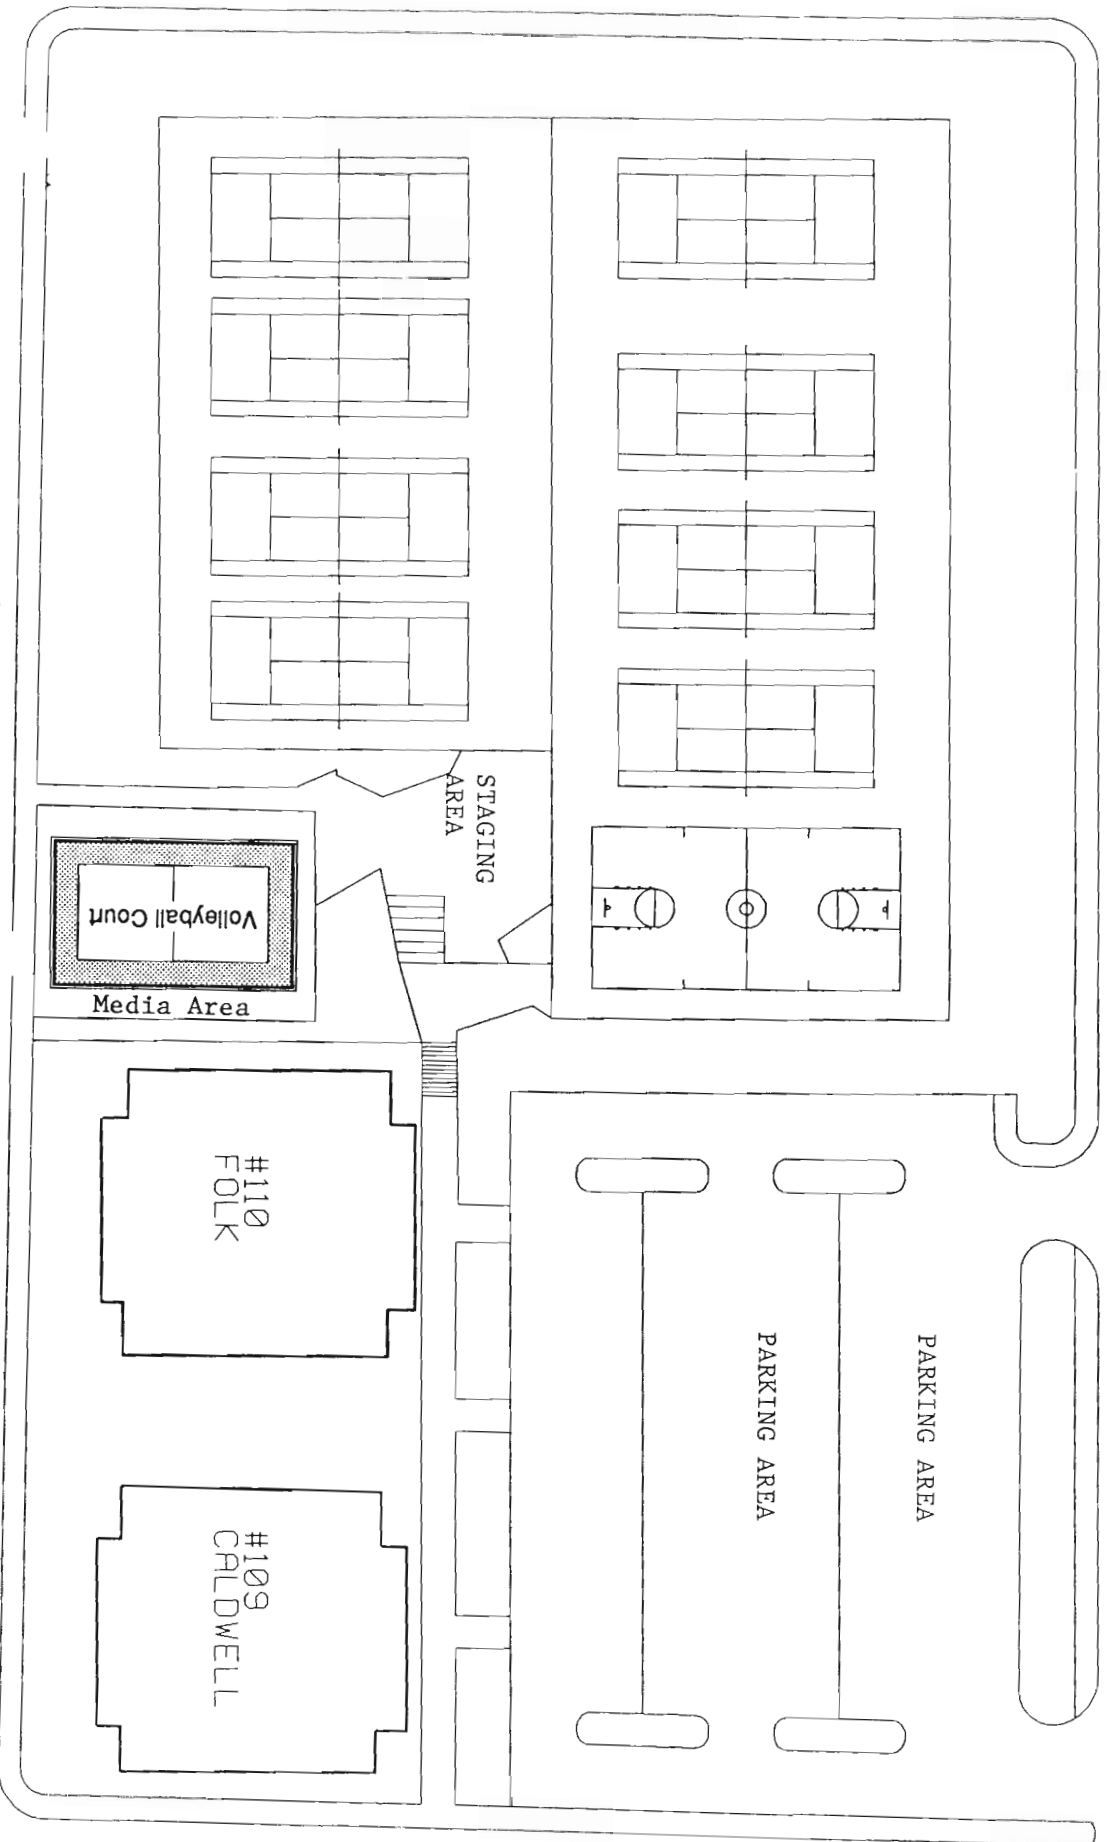 STAGING
AREA
Volleyball Court
Media Area
#110
FOLK
PARKING AREA
PARKING AREA
#109
CALDWELL